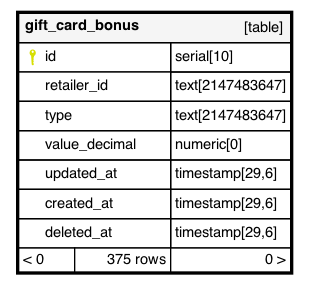 gift_card_bonus [table]
id serial[10]
retailer_id text[2147483647]
type text[2147483647]
value_decimal numeric[0]
updated_at timestamp[29,6]
created_at timestamp[29,6]
deleted_at timestamp[29,6]
< 0 375 rows 0 >